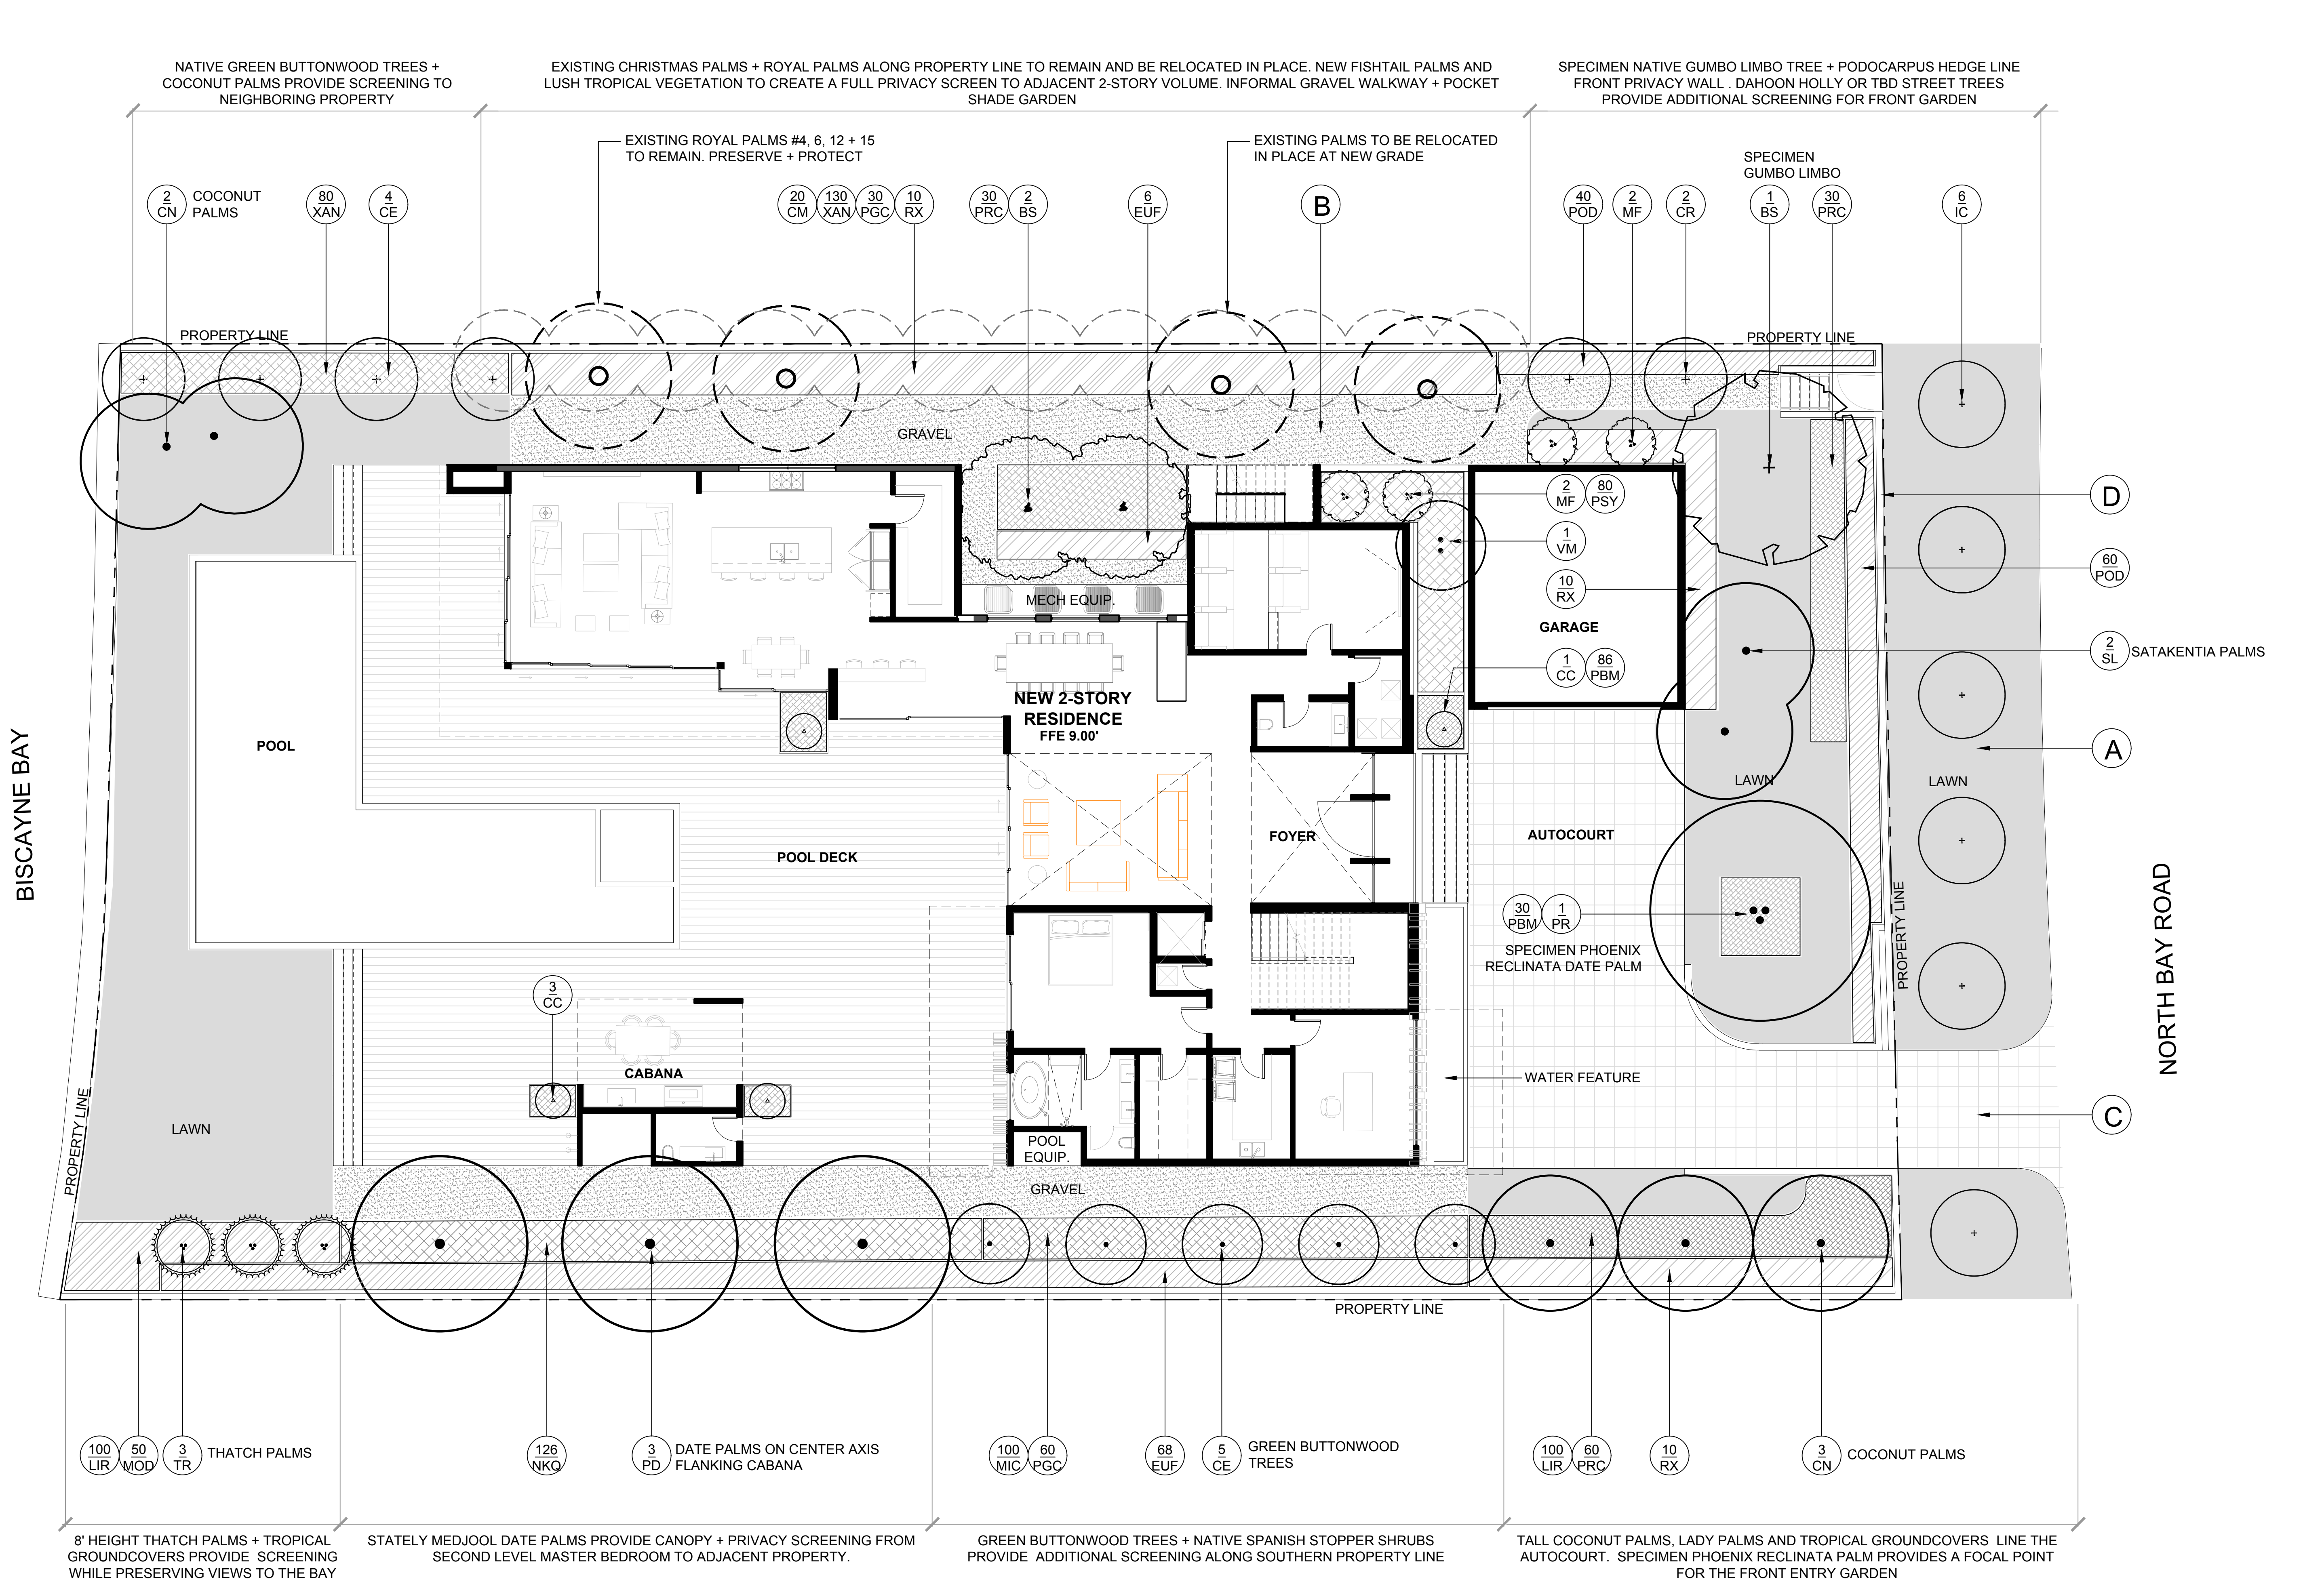 NATIVE GREEN BUTTONWOOD TREES +
COCONUT PALMS PROVIDE SCREENING TO
NEIGHBORING PROPERTY
EXISTING CHRISTMAS PALMS + ROYAL PALMS ALONG PROPERTY LINE TO REMAIN AND BE RELOCATED IN PLACE. NEW FISHTAIL PALMS AND
LUSH TROPICAL VEGETATION TO CREATE A FULL PRIVACY SCREEN TO ADJACENT 2-STORY VOLUME. INFORMAL GRAVEL WALKWAY + POCKET
SHADE GARDEN
SPECIMEN NATIVE GUMBO LIMBO TREE + PODOCARPUS HEDGE LINE
FRONT PRIVACY WALL . DAHOON HOLLY OR TBD STREET TREES
PROVIDE ADDITIONAL SCREENING FOR FRONT GARDEN
EXISTING ROYAL PALMS #4, 6, 12 + 15
TO REMAIN. PRESERVE + PROTECT
EXISTING PALMS TO BE RELOCATED
IN PLACE AT NEW GRADE
SPECIMEN
GUMBO LIMBO
2
CN
COCONUT
PALMS
80
XAN
4
CE
20
CM
130
XAN
30
PGC
10
RX
30
PRC
2
BS
6
EUF
B
40
POD
2
MF
2
CR
1
BS
30
PRC
6
IC
PROPERTY LINE
PROPERTY LINE
GRAVEL
D
2
MF
80
PSY
1
VM
60
POD
10
RX
MECH EQUIP.
GARAGE
2
SL
SATAKENTIA PALMS
1
CC
86
PBM
NEW 2-STORY
RESIDENCE
FFE 9.00'
POOL
A
LAWN
LAWN
BISCAYNE BAY
FOYER
AUTOCOURT
POOL DECK
30
PBM
1
PR
SPECIMEN PHOENIX
RECLINATA DATE PALM
PROPERTY LINE
NORTH BAY ROAD
3
CC
CABANA
WATER FEATURE
C
LAWN
PROPERTY LINE
POOL
EQUIP.
GRAVEL
PROPERTY LINE
100
LIR
50
MOD
3
TR
THATCH PALMS
126
NKQ
3
PD
DATE PALMS ON CENTER AXIS
FLANKING CABANA
100
MIC
60
PGC
68
EUF
5
CE
GREEN BUTTONWOOD
TREES
100
LIR
60
PRC
10
RX
3
CN
COCONUT PALMS
8' HEIGHT THATCH PALMS + TROPICAL
GROUNDCOVERS PROVIDE SCREENING
WHILE PRESERVING VIEWS TO THE BAY
STATELY MEDJOOL DATE PALMS PROVIDE CANOPY + PRIVACY SCREENING FROM
SECOND LEVEL MASTER BEDROOM TO ADJACENT PROPERTY.
GREEN BUTTONWOOD TREES + NATIVE SPANISH STOPPER SHRUBS
PROVIDE ADDITIONAL SCREENING ALONG SOUTHERN PROPERTY LINE
TALL COCONUT PALMS, LADY PALMS AND TROPICAL GROUNDCOVERS LINE THE
AUTOCOURT. SPECIMEN PHOENIX RECLINATA PALM PROVIDES A FOCAL POINT
FOR THE FRONT ENTRY GARDEN